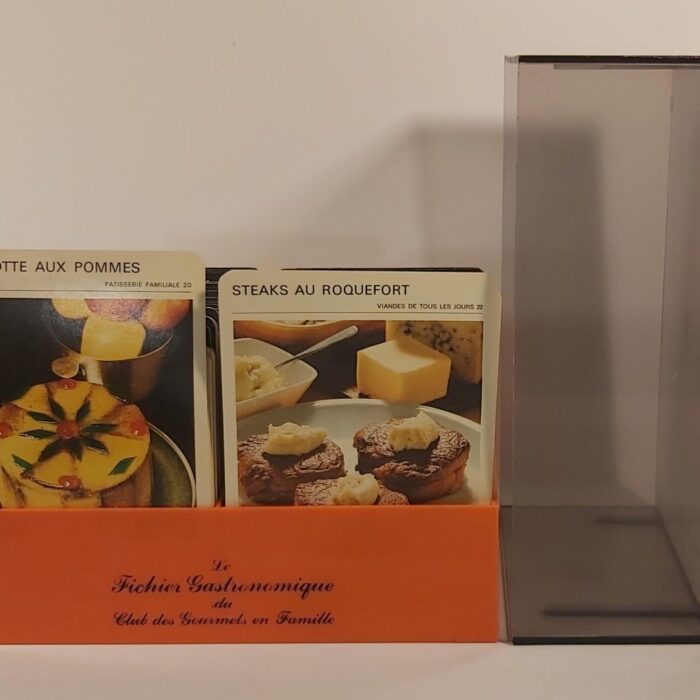 OTTE AUX POMMES
PATISSERIE FAMILIALE 20
STEAKS AU ROQUEFORT
VIANDES DE TOUS LES JOURS 22
Le
Fichier Gastronomique
du
Club des Gourmets en Famille